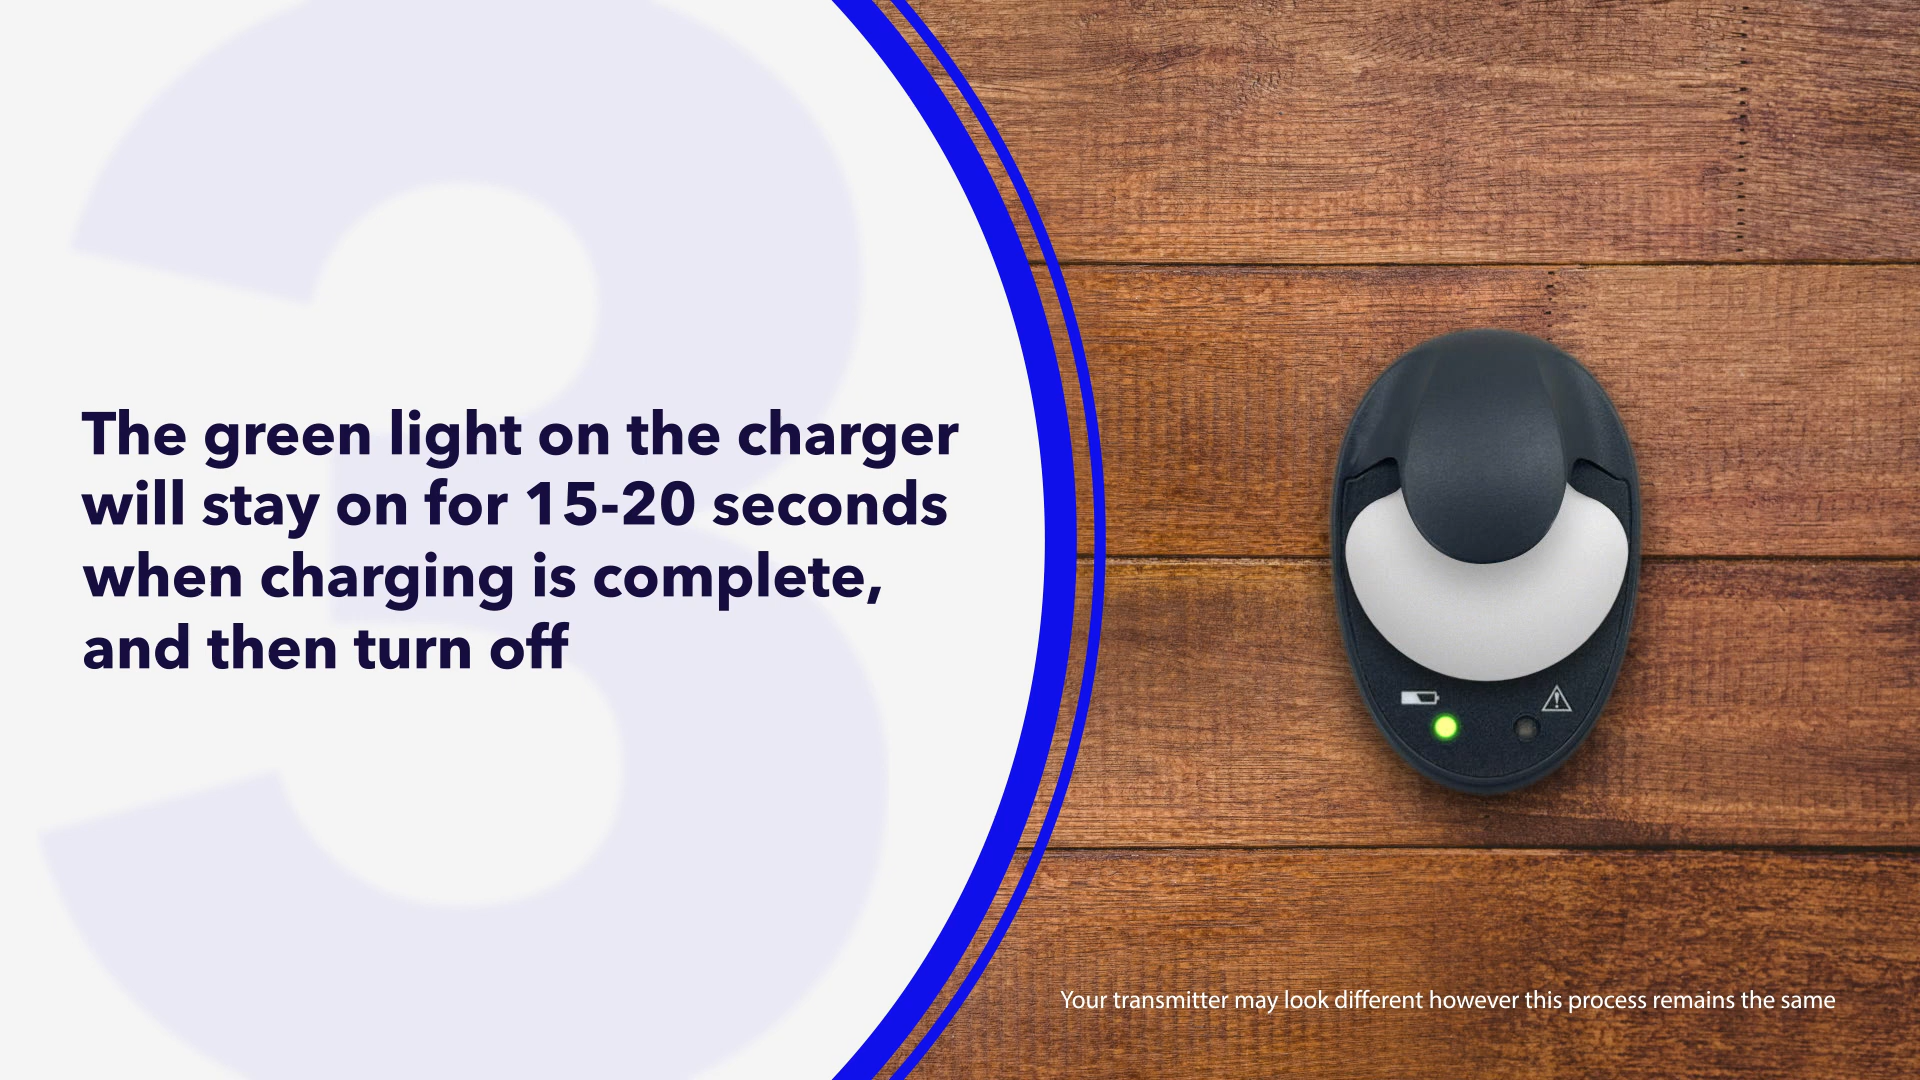 3
The green light on the charger
will stay on for 15-20 seconds
when charging is complete,
and then turn off
Your transmitter may look different however this process remains the same